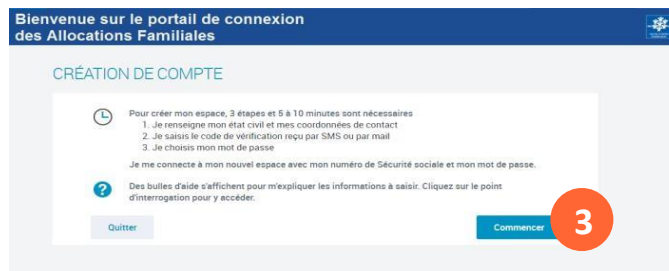 Bienvenue sur le portail de connexion
des Allocations Familiales
CRÉATION DE COMPTE
Pour créer mon espace, 3 étapes et 5 à 10 minutes sont nécessaires
1. Je renseigne mon état civil et mes coordonnées de contact
2. Je saisis le code de vérification reçu par SMS ou par mail
3. Je choisis mon mot de passe
Je me connecte à mon nouvel espace avec mon numéro de Sécurité sociale et mon mot de passe.
? Des bulles d'aide s'affichent pour m'expliquer les informations à saisir. Cliquez sur le point
d'interrogation pour y accéder.
Quitter
Commencer
3